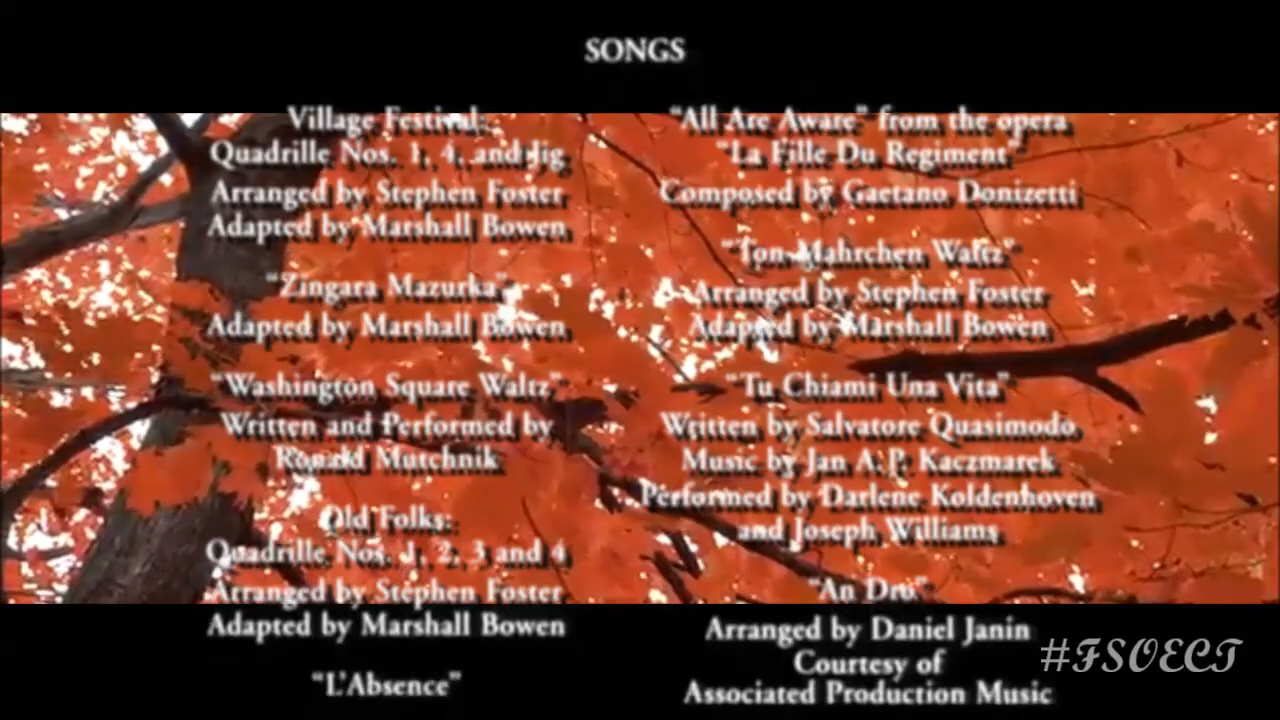 SONGS
Village Festival:
Quadrille Nos. 1, 4, and Jig
Arranged by Stephen Foster
Adapted by Marshall Bowen
“Zingara Mazurka”
Adapted by Marshall Bowen
“Washington Square Waltz”
Written and Performed by
Ronald Mutchnik
Old Folks:
Quadrille Nos. 1, 2, 3 and 4
Arranged by Stephen Foster
Adapted by Marshall Bowen
“L’Absence”
“All Are Aware” from the opera
“La Fille Du Regiment”
Composed by Gaetano Donizetti
“Ton-Mahrchen Waltz”
Arranged by Stephen Foster
Adapted by Marshall Bowen
“Tu Chiami Una Vita”
Written by Salvatore Quasimodo
Music by Jan A. P. Kaczmarek
Performed by Darlene Koldenhoven
and Joseph Williams
“An Dro”
Arranged by Daniel Janin
Courtesy of
Associated Production Music
#FSOECT